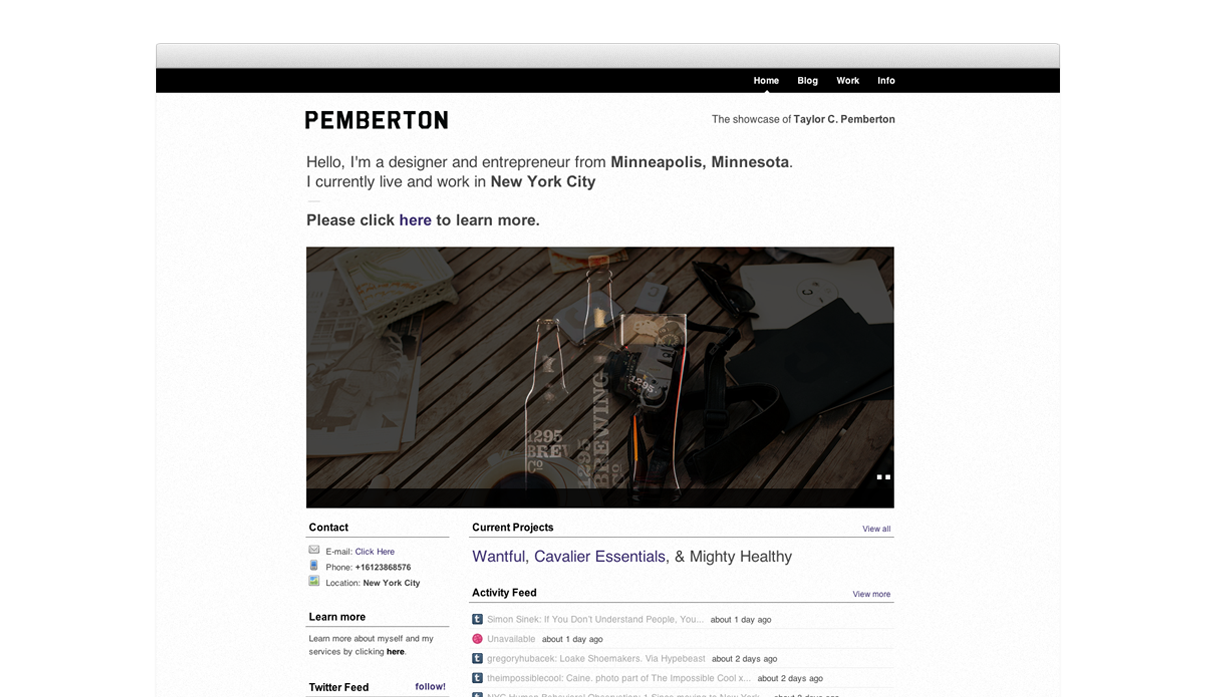 Home Blog Work Info
PEMBERTON
The showcase of Taylor C. Pemberton
Hello, I'm a designer and entrepreneur from Minneapolis, Minnesota.
I currently live and work in New York City
Please click here to learn more.
1295
1295
BREV
Co
1295
BREWING
Contact
E-mail: Click Here
Phone: +16123868576
Location: New York City
Learn more
Learn more about myself and my
services by clicking here.
Twitter Feed follow!
Current Projects View all
Wantful, Cavalier Essentials, & Mighty Healthy
Activity Feed View more
Simon Sinek: If You Don't Understand People, You... about 1 day ago
Unavailable about 1 day ago
gregoryhubacek: Loake Shoemakers. Via Hypebeast about 2 days ago
theimpossiblecool: Caine. photo part of The Impossible Cool x... about 2 days ago